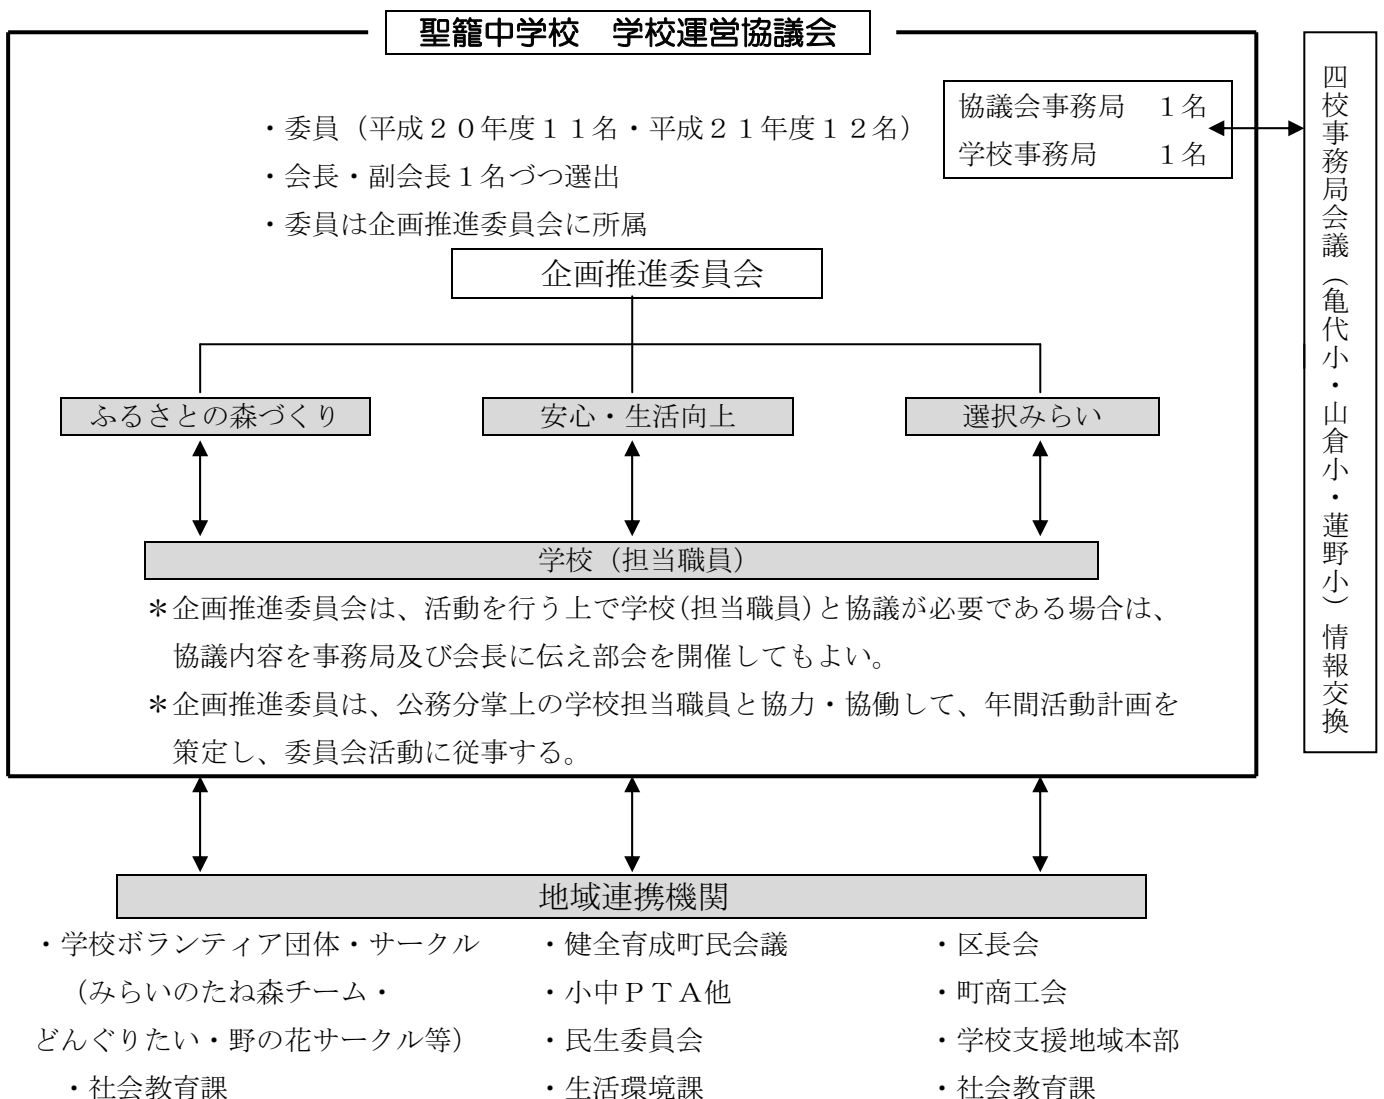 聖籠中学校　学校運営協議会
協議会事務局　１名
学校事務局　　１名
・委員（平成２０年度１１名・平成２１年度１２名）
・会長・副会長１名づつ選出
・委員は企画推進委員会に所属
企画推進委員会
ふるさとの森づくり
安心・生活向上
選択みらい
学校（担当職員）
＊企画推進委員会は、活動を行う上で学校(担当職員)と協議が必要である場合は、
協議内容を事務局及び会長に伝え部会を開催してもよい。
＊企画推進委員は、公務分掌上の学校担当職員と協力・協働して、年間活動計画を
策定し、委員会活動に従事する。
四校事務局会議（亀代小・山倉小・蓮野小）情報交換
地域連携機関
・学校ボランティア団体・サークル
（みらいのたね森チーム・
どんぐりたい・野の花サークル等）
・社会教育課
・健全育成町民会議
・小中ＰＴＡ他
・民生委員会
・生活環境課
・区長会
・町商工会
・学校支援地域本部
・社会教育課